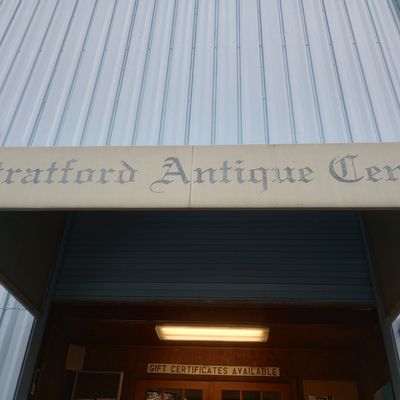 tratford Antique Cen
GIFT CERTIFICATES AVAILABLE